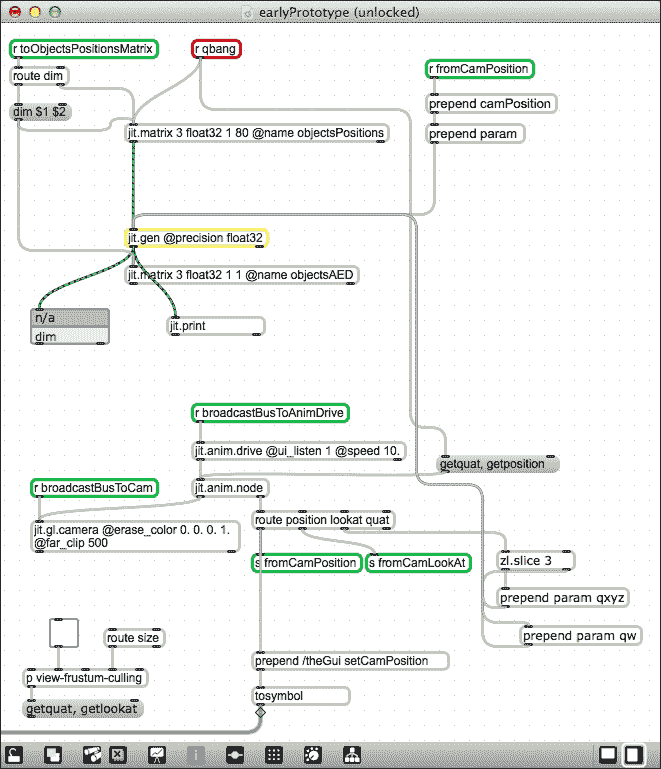 earlyPrototype (unlocked)
r toObjectsPositionsMatrix
r qbang
route dim
r fromCamPosition
dim $1 $2
prepend camPosition
jit.matrix 3 float32 1 80 @name objectsPositions
prepend param
jit.gen @precision float32
jit.matrix 3 float32 1 1 @name objectsAED
n/a
dim
jit.print
r broadcastBusToAnimDrive
jit.anim.drive @ui_listen 1 @speed 10.
getquat, getposition
r broadcastBusToCam
jit.anim.node
jit.gl.camera @erase_color 0. 0. 0. 1.
@far_clip 500
route position lookat quat
s fromCamPosition
s fromCamLookAt
zl.slice 3
prepend param qxyz
route size
prepend param qw
prepend /theGui setCamPosition
p view-frustum-culling
tosymbol
getquat, getlookat